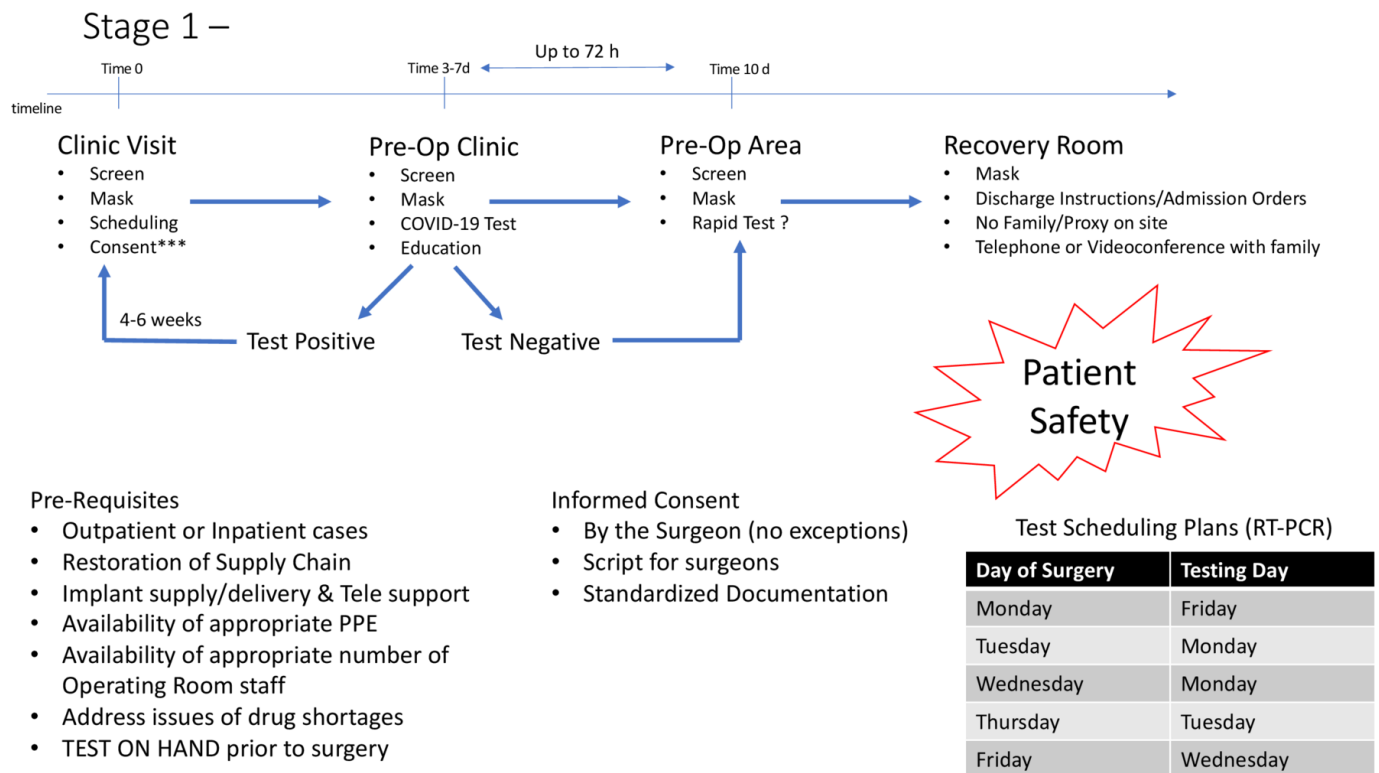 Stage 1 –
Up to 72 h
Time 0
Time 3-7d
Time 10 d
timeline
Clinic Visit
• Screen
• Mask
• Scheduling
• Consent***
Pre-Op Clinic
• Screen
• Mask
• COVID-19 Test
• Education
Pre-Op Area
• Screen
• Mask
• Rapid Test ?
Recovery Room
• Mask
• Discharge Instructions/Admission Orders
• No Family/Proxy on site
• Telephone or Videoconference with family
4-6 weeks
Test Positive
Test Negative
Patient
Safety
Pre-Requisites
• Outpatient or Inpatient cases
• Restoration of Supply Chain
• Implant supply/delivery & Tele support
• Availability of appropriate PPE
• Availability of appropriate number of
Operating Room staff
• Address issues of drug shortages
• TEST ON HAND prior to surgery
Informed Consent
• By the Surgeon (no exceptions)
• Script for surgeons
• Standardized Documentation
Test Scheduling Plans (RT-PCR)
Day of Surgery Testing Day
Monday Friday
Tuesday Monday
Wednesday Monday
Thursday Tuesday
Friday Wednesday